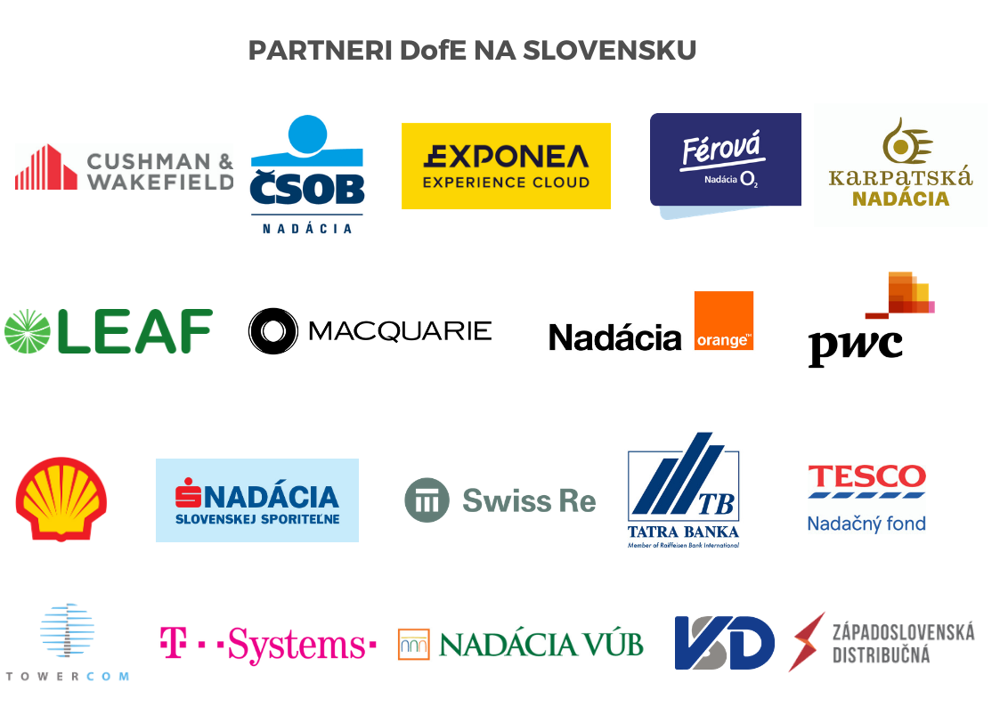 PARTNERI DofE NA SLOVENSKU
CUSHMAN &
WAKEFIELD
ČSOB
NADÁCIA
EXPONEA
EXPERIENCE CLOUD
Férová
Nadácia O2
KARPATSKÁ
NADÁCIA
LEAF
MACQUARIE
Nadácia
orange™
pwc
NADÁCIA
SLOVENSKEJ SPORITEĽNE
Swiss Re
TB
TATRA BANKA
Member of Raiffeisen Bank International
TESCO
Nadačný fond
TOWERCOM
T··Systems·
NADÁCIA VÚB
VSD
ZÁPADOSLOVENSKÁ
DISTRIBUČNÁ